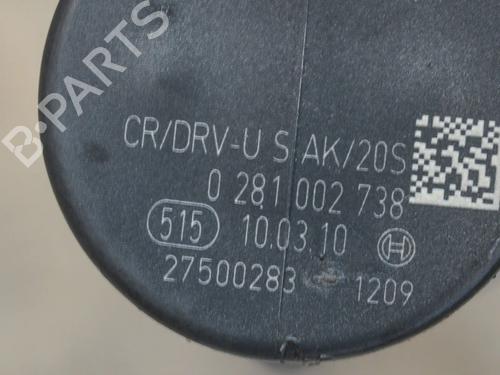 B-PARTS
CR/DRV-U S AK/20S
0 281 002 738
515 10.03.10
27500283 1209